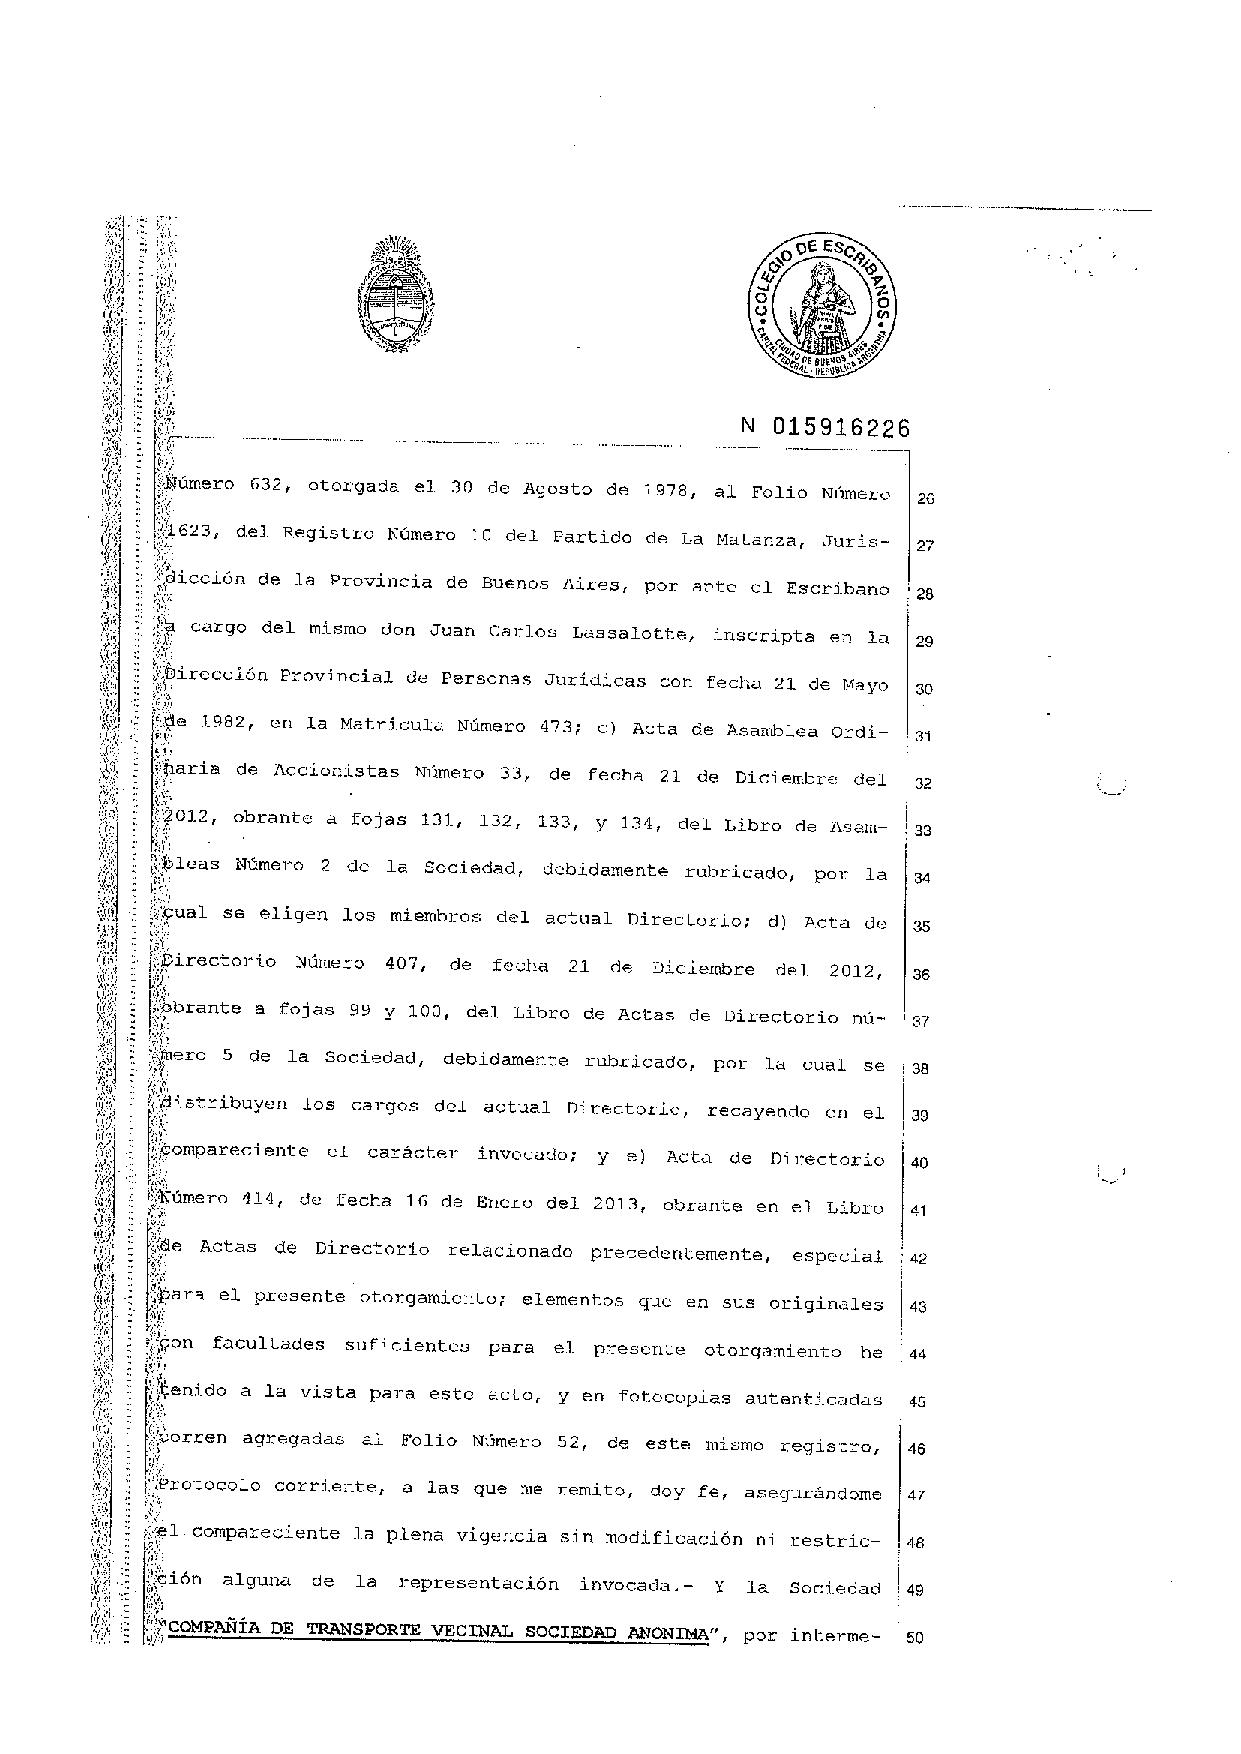 COLEGIO DE ESCRIBANOS
CIUDAD DE BUENOS AIRES
CAPITAL FEDERAL - REPUBLICA ARGENTINA
N 015916226
Número 632, otorgada el 30 de Agosto de 1978, al Folio Número 26
1623, del Registro Número 10 del Partido de La Matanza, Juris- 27
dicción de la Provincia de Buenos Aires, por ante el Escribano 28
a cargo del mismo don Juan Carlos Lassalotte, inscripta en la 29
Dirección Provincial de Personas Jurídicas con fecha 21 de Mayo 30
de 1982, en la Matricula Número 473; c) Acta de Asamblea Ordi- 31
naria de Accionistas Número 33, de fecha 21 de Diciembre del 32
2012, obrante a fojas 131, 132, 133, y 134, del Libro de Asam- 33
bleas Número 2 de la Sociedad, debidamente rubricado, por la 34
cual se eligen los miembros del actual Directorio; d) Acta de 35
Directorio Número 407, de fecha 21 de Diciembre del 2012, 36
obrante a fojas 99 y 100, del Libro de Actas de Directorio nú- 37
mero 5 de la Sociedad, debidamente rubricado, por la cual se 38
distribuyen los cargos del actual Directorio, recayendo en el 39
compareciente el carácter invocado; y e) Acta de Directorio 40
Número 414, de fecha 16 de Enero del 2013, obrante en el Libro 41
de Actas de Directorio relacionado precedentemente, especial 42
para el presente otorgamiento; elementos que en sus originales 43
con facultades suficientes para el presente otorgamiento he 44
tenido a la vista para este acto, y en fotocopias autenticadas 45
corren agregadas al Folio Número 52, de este mismo registro, 46
Protocolo corriente, a las que me remito, doy fe, asegurándome 47
el compareciente la plena vigencia sin modificación ni restric- 48
ción alguna de la representación invocada.- Y la Sociedad 49
"COMPAÑÍA DE TRANSPORTE VECINAL SOCIEDAD ANONIMA", por interme- 50